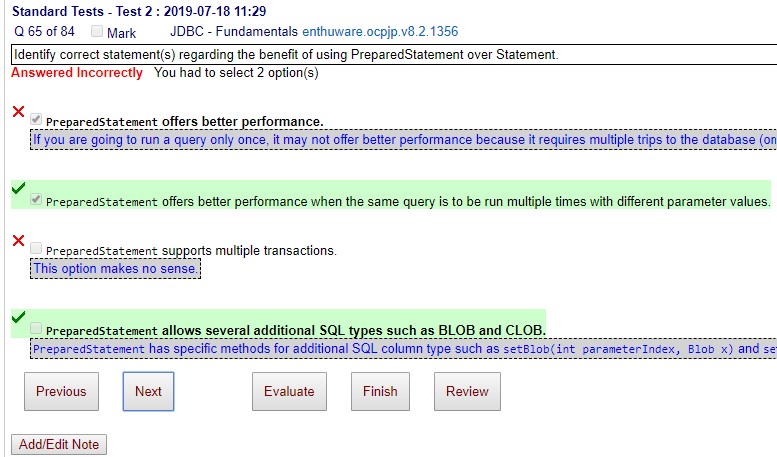 Standard Tests - Test 2 : 2019-07-18 11:29
Q 65 of 84 Mark JDBC - Fundamentals enthuware.ocpjp.v8.2.1356
Identify correct statement(s) regarding the benefit of using PreparedStatement over Statement.
Answered Incorrectly You had to select 2 option(s)
PreparedStatement offers better performance.
If you are going to run a query only once, it may not offer better performance because it requires multiple trips to the database (on
PreparedStatement offers better performance when the same query is to be run multiple times with different parameter values.
PreparedStatement supports multiple transactions.
This option makes no sense.
PreparedStatement allows several additional SQL types such as BLOB and CLOB.
PreparedStatement has specific methods for additional SQL column type such as setBlob(int parameterIndex, Blob x) and se
Previous Next Evaluate Finish Review
Add/Edit Note